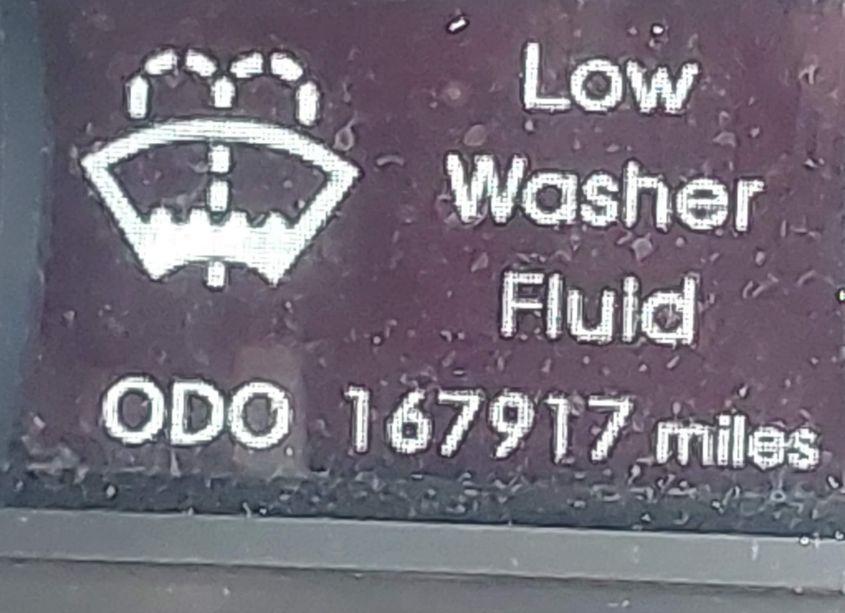 Low
Washer
Fluid
ODO 167917 miles